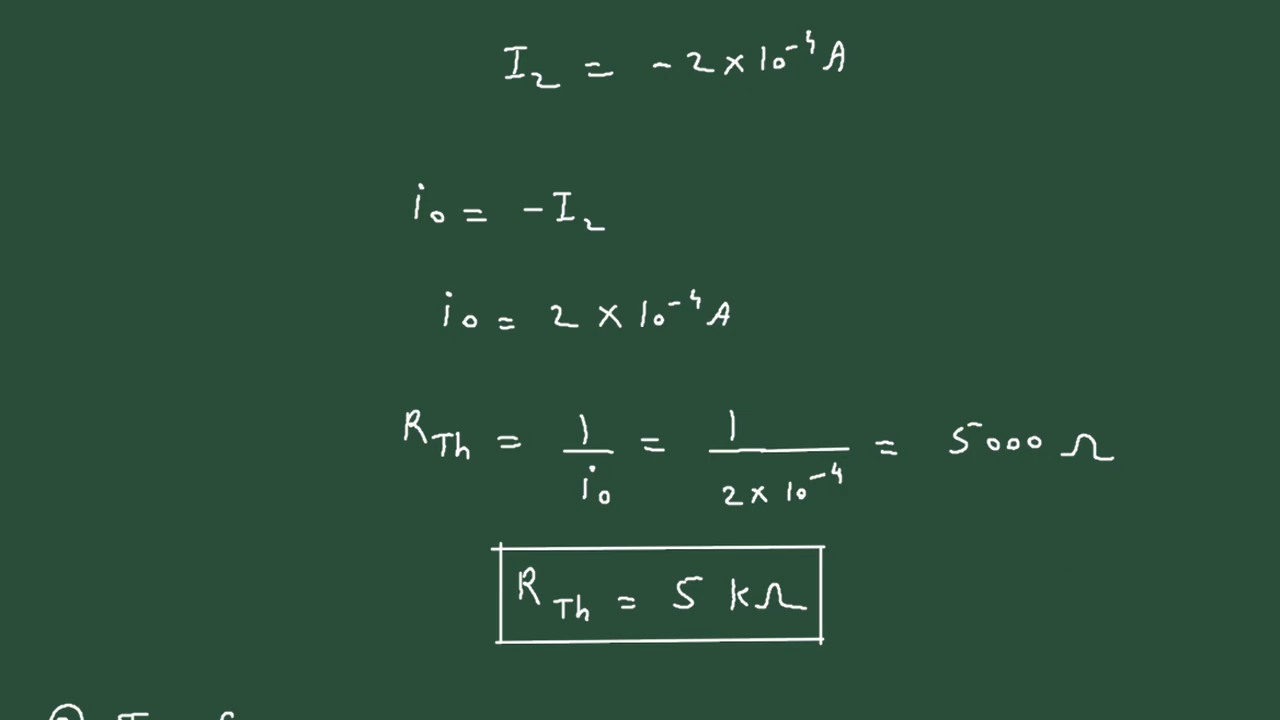 I₂ = - 2 × 10⁻⁴ A
i₀ = - I₂
i₀ = 2 × 10⁻⁴ A
R_Th = 1/i₀ = 1/(2 × 10⁻⁴) = 5000 Ω
R_Th = 5 kΩ